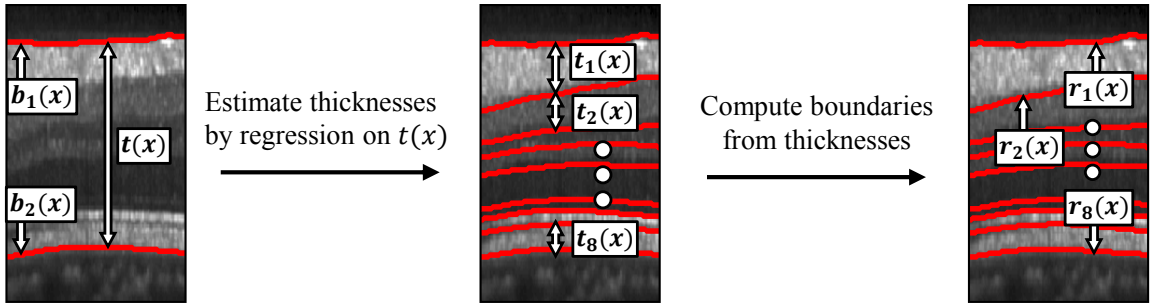 b₁(x)
t(x)
b₂(x)
Estimate thicknesses
by regression on t(x)
t₁(x)
t₂(x)
t₈(x)
Compute boundaries
from thicknesses
r₁(x)
r₂(x)
r₈(x)